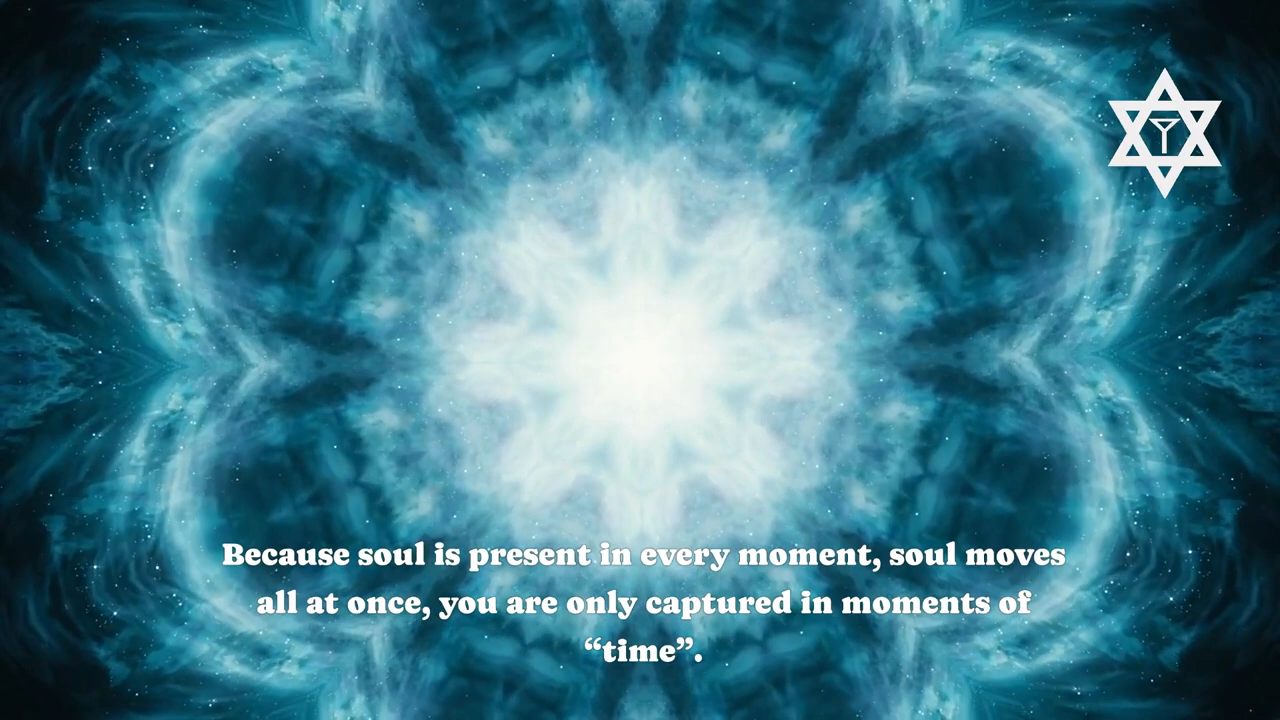 Because soul is present in every moment, soul moves
all at once, you are only captured in moments of
“time”.